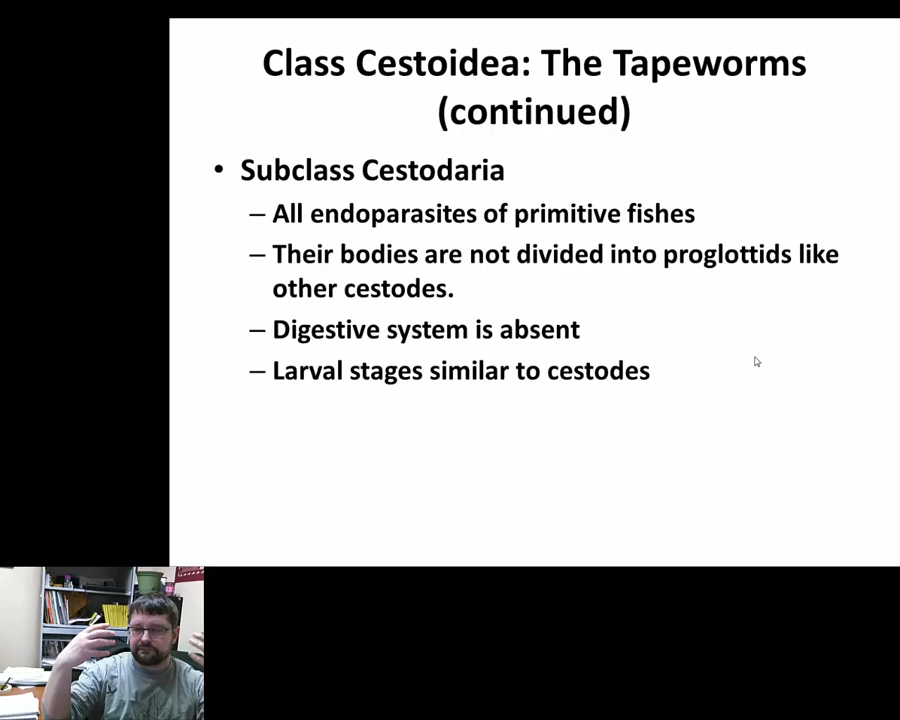 Class Cestoidea: The Tapeworms
(continued)
• Subclass Cestodaria
– All endoparasites of primitive fishes
– Their bodies are not divided into proglottids like
other cestodes.
– Digestive system is absent
– Larval stages similar to cestodes